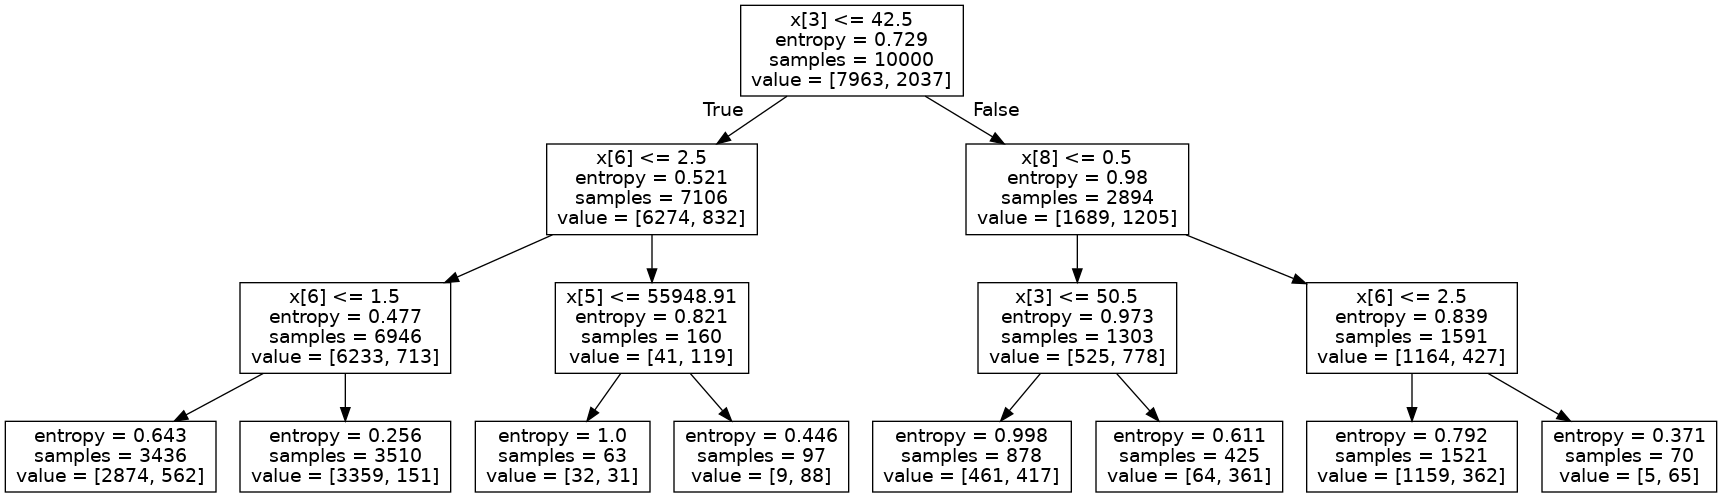 x[3] <= 42.5
entropy = 0.729
samples = 10000
value = [7963, 2037]
True
False
x[6] <= 2.5
entropy = 0.521
samples = 7106
value = [6274, 832]
x[8] <= 0.5
entropy = 0.98
samples = 2894
value = [1689, 1205]
x[6] <= 1.5
entropy = 0.477
samples = 6946
value = [6233, 713]
x[5] <= 55948.91
entropy = 0.821
samples = 160
value = [41, 119]
x[3] <= 50.5
entropy = 0.973
samples = 1303
value = [525, 778]
x[6] <= 2.5
entropy = 0.839
samples = 1591
value = [1164, 427]
entropy = 0.643
samples = 3436
value = [2874, 562]
entropy = 0.256
samples = 3510
value = [3359, 151]
entropy = 1.0
samples = 63
value = [32, 31]
entropy = 0.446
samples = 97
value = [9, 88]
entropy = 0.998
samples = 878
value = [461, 417]
entropy = 0.611
samples = 425
value = [64, 361]
entropy = 0.792
samples = 1521
value = [1159, 362]
entropy = 0.371
samples = 70
value = [5, 65]